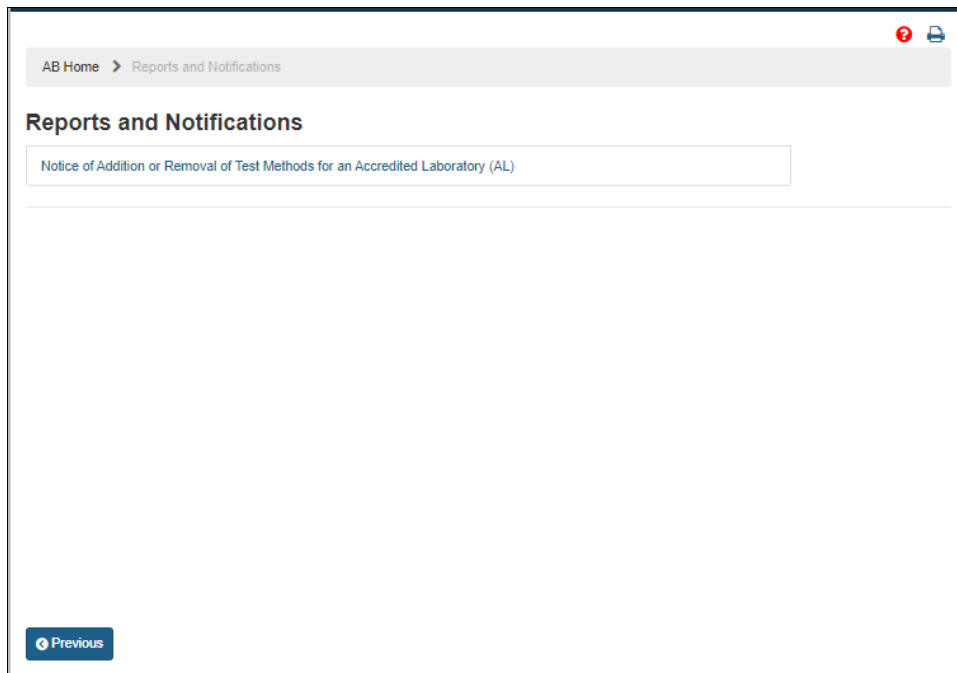 AB Home > Reports and Notifications
Reports and Notifications
Notice of Addition or Removal of Test Methods for an Accredited Laboratory (AL)
Previous